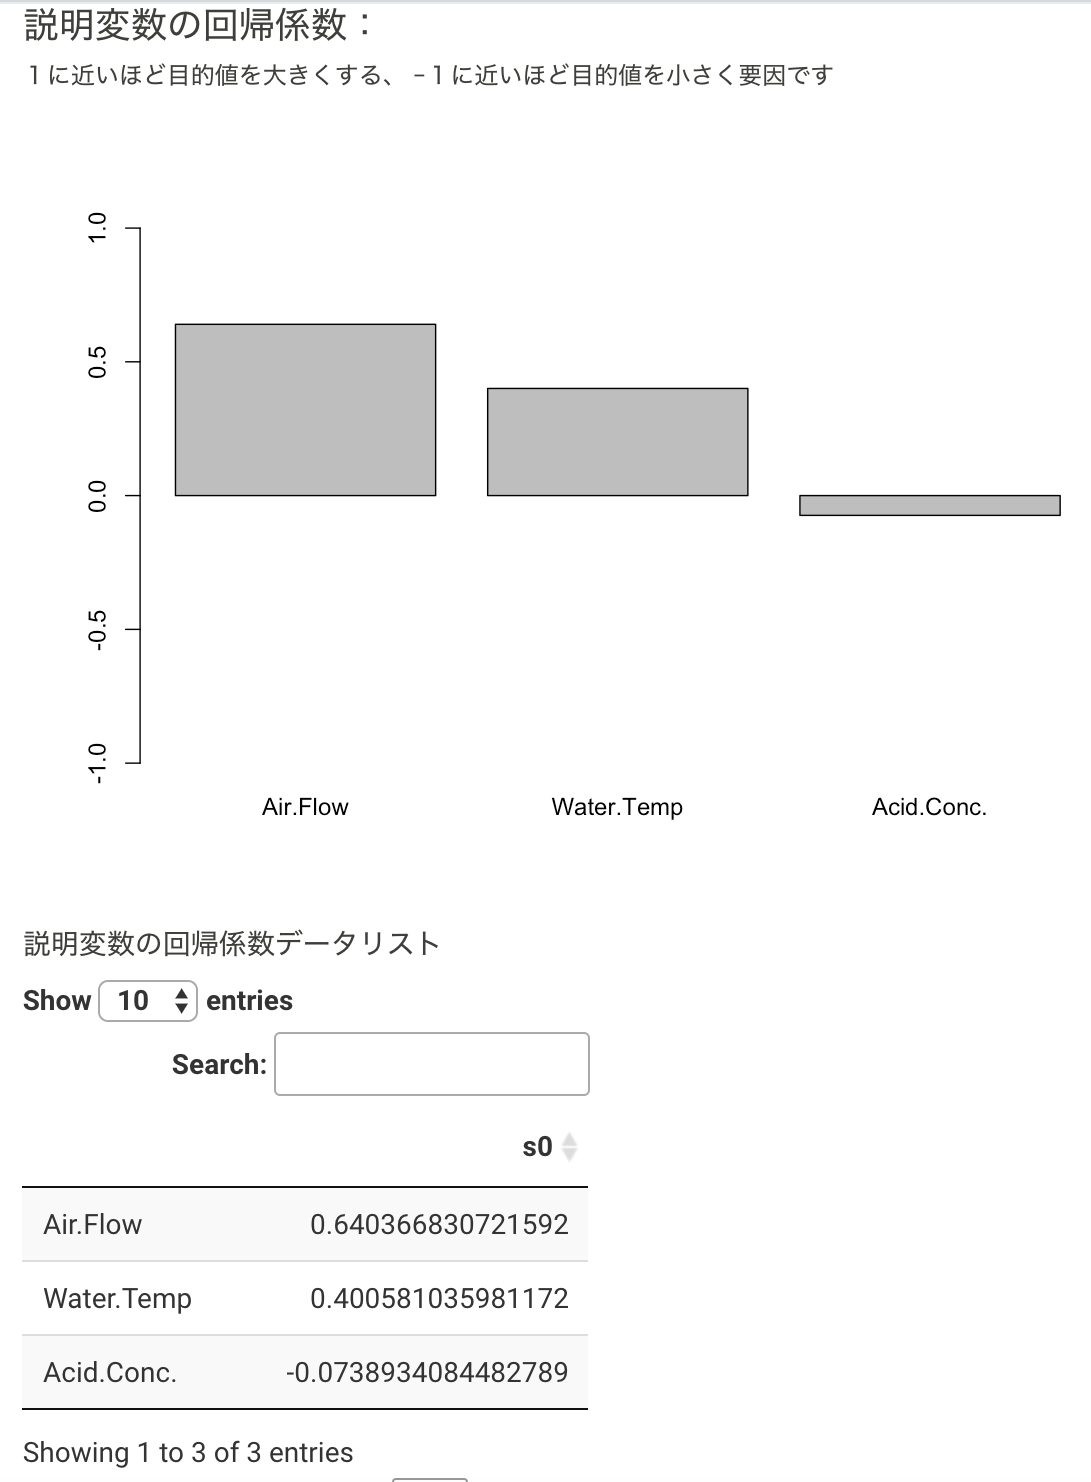 説明変数の回帰係数：
１に近いほど目的値を大きくする、－１に近いほど目的値を小さく要因です
1.0
0.5
0.0
-0.5
-1.0
Air.Flow Water.Temp Acid.Conc.
説明変数の回帰係数データリスト
Show 10 entries
Search:
s0
Air.Flow 0.640366830721592
Water.Temp 0.400581035981172
Acid.Conc. -0.0738934084482789
Showing 1 to 3 of 3 entries